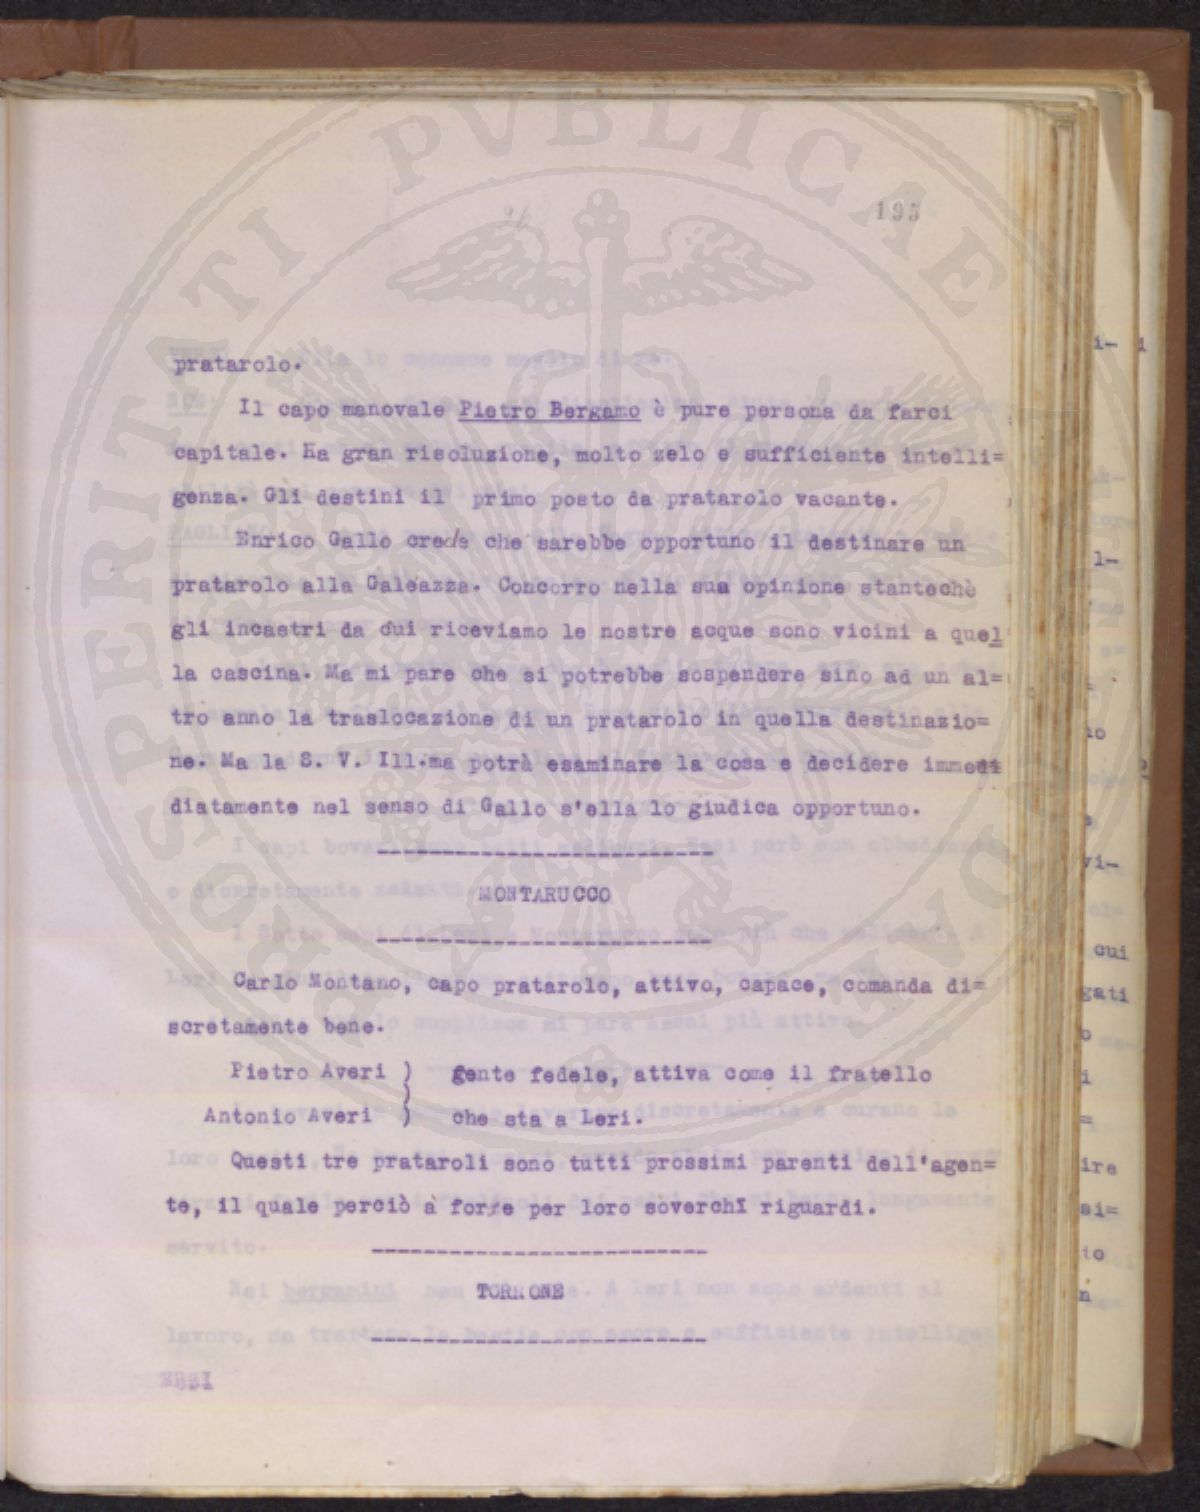 PROSPERITATI PVBLICAE
195
pratarolo.
Il capo manovale Pietro Bergamo è pure persona da farci
capitale. Ha gran risoluzione, molto zelo e sufficiente intelli=
genza. Gli destini il primo posto da pratarolo vacante.
Enrico Gallo crede che sarebbe opportuno il destinare un
pratarolo alla Galeazza. Concorro nella sua opinione stantechè
gli incastri da cui riceviamo le nostre acque sono vicini a quel
la cascina. Ma mi pare che si potrebbe sospendere sino ad un al=
tro anno la traslocazione di un pratarolo in quella destinazio=
ne. Ma la S. V. Ill.ma potrà esaminare la cosa e decidere immedi
diatamente nel senso di Gallo s'ella lo giudica opportuno.
--------------------------
MONTARUCCO
--------------------------
Carlo Montano, capo pratarolo, attivo, capace, comanda di=
scretamente bene.
Pietro Averi ) gente fedele, attiva come il fratello
Antonio Averi ) che sta a Leri.
Questi tre prataroli sono tutti prossimi parenti dell'agen=
te, il quale perciò à forse per loro soverchI riguardi.
--------------------------
TORRONE
--------------------------